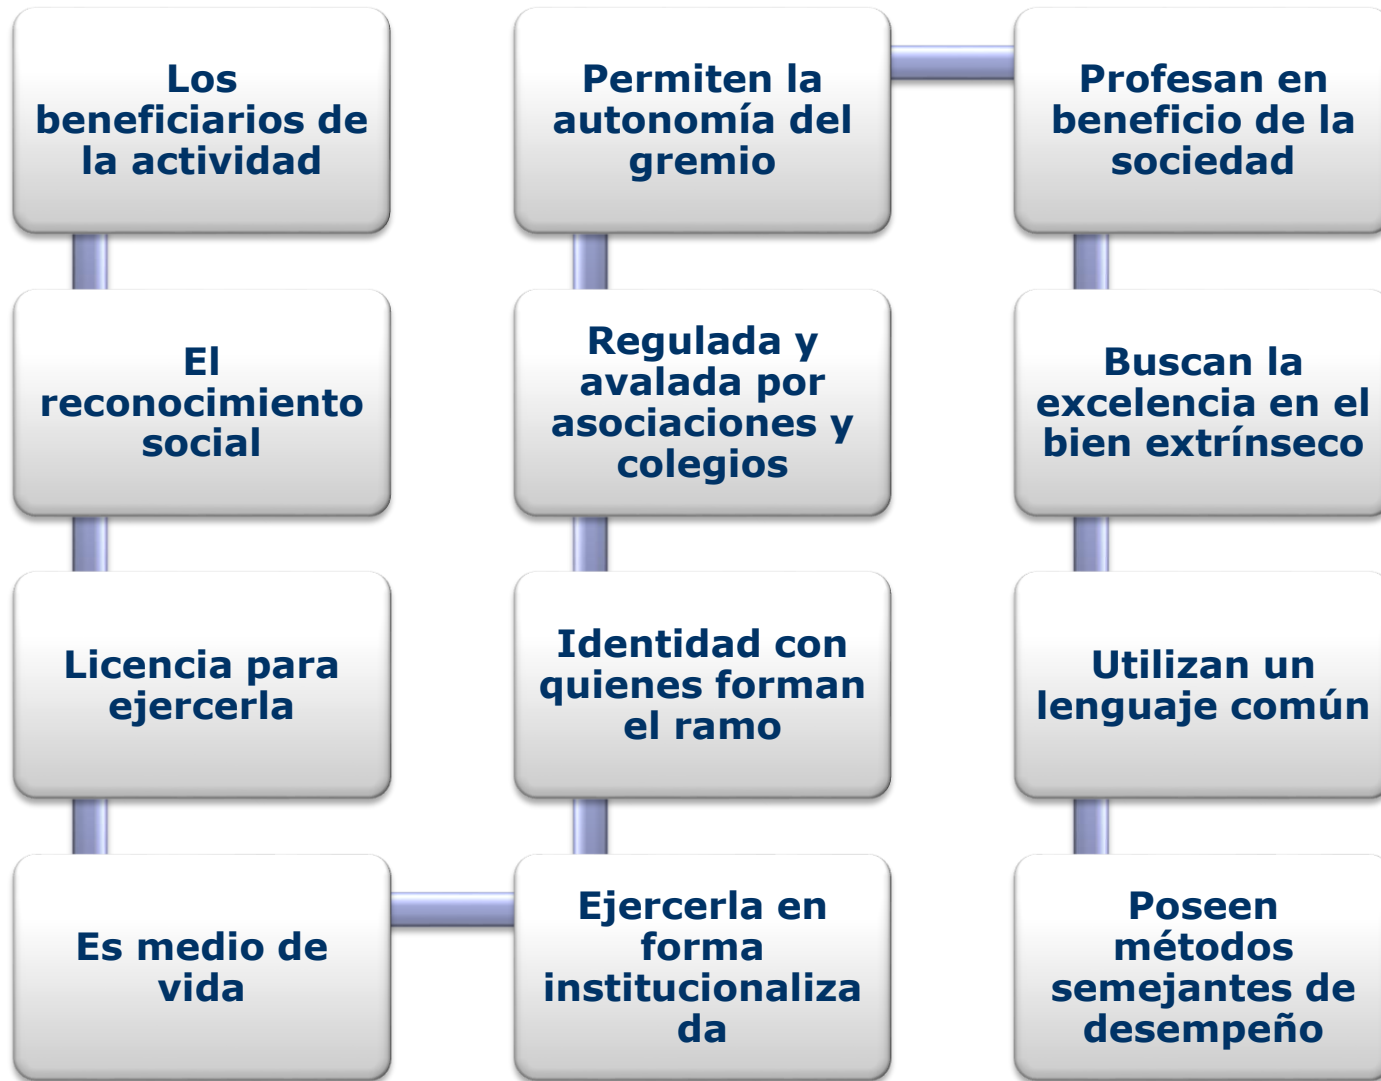 Los
beneficiarios de
la actividad
El
reconocimiento
social
Licencia para
ejercerla
Es medio de
vida
Ejercerla en
forma
institucionaliza
da
Identidad con
quienes forman
el ramo
Regulada y
avalada por
asociaciones y
colegios
Permiten la
autonomía del
gremio
Profesan en
beneficio de la
sociedad
Buscan la
excelencia en el
bien extrínseco
Utilizan un
lenguaje común
Poseen
métodos
semejantes de
desempeño